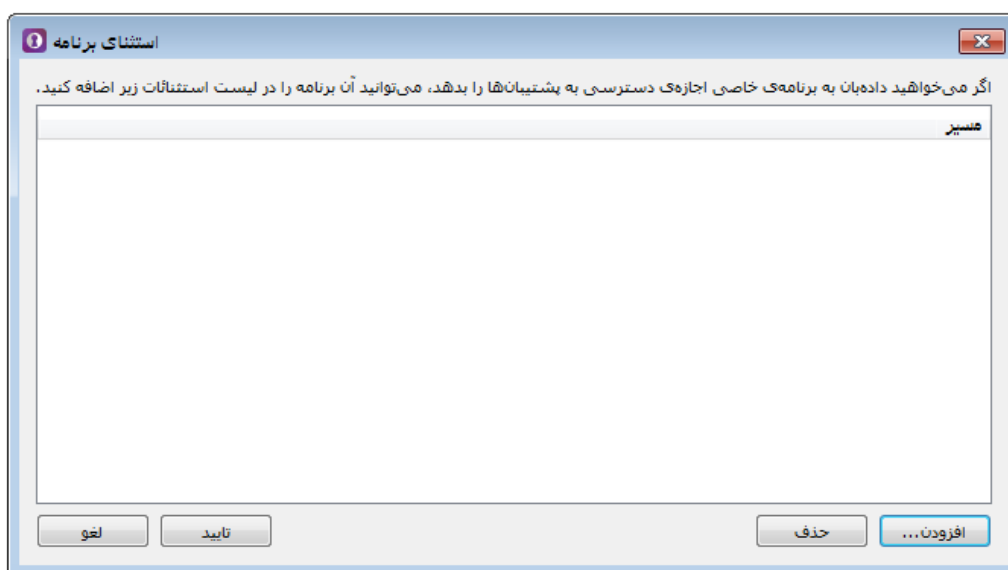 استثنای برنامه
اگر می‌خواهید داده‌بان به برنامه‌ی خاصی اجازه‌ی دسترسی به پشتیبان‌ها را بدهد، می‌توانید آن برنامه را در لیست استثنائات زیر اضافه کنید.
مسیر
افزودن...
حذف
تایید
لغو